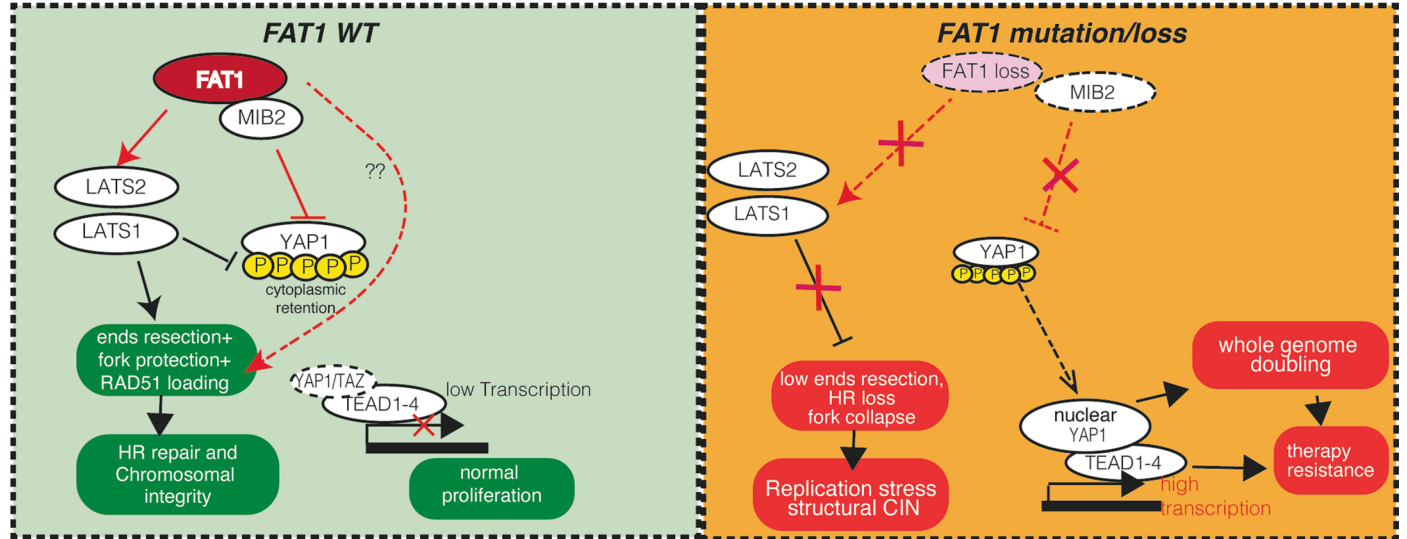 FAT1 WT
FAT1
MIB2
??
LATS2
LATS1
YAP1
P P P P P
cytoplasmic
retention
ends resection+
fork protection+
RAD51 loading
HR repair and
Chromosomal
integrity
YAP1/TAZ
TEAD1-4
low Transcription
normal
proliferation
FAT1 mutation/loss
FAT1 loss
MIB2
LATS2
LATS1
YAP1
P P P P P
low ends resection,
HR loss
fork collapse
Replication stress
structural CIN
nuclear
YAP1
TEAD1-4
high
transcription
whole genome
doubling
therapy
resistance